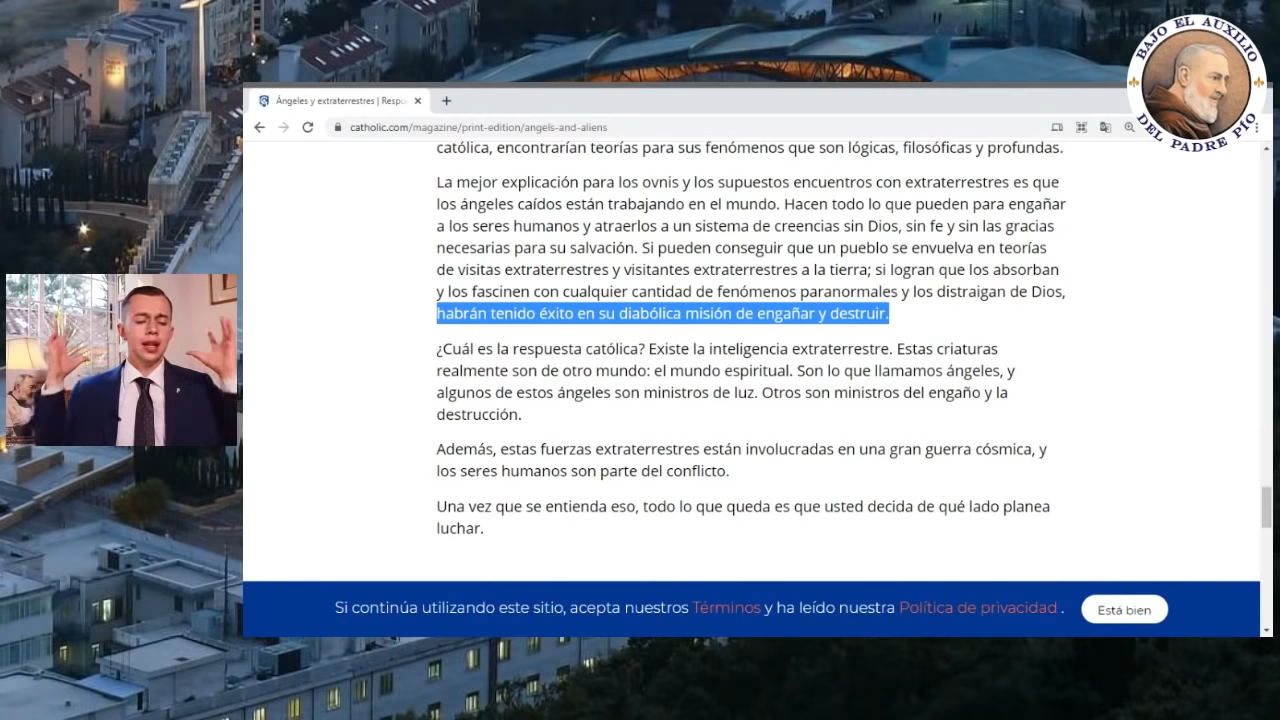 BAJO EL AUXILIO
DEL PADRE PÍO
Ángeles y extraterrestres | Respu
catholic.com/magazine/print-edition/angels-and-aliens
católica, encontrarían teorías para sus fenómenos que son lógicas, filosóficas y profundas.
La mejor explicación para los ovnis y los supuestos encuentros con extraterrestres es que
los ángeles caídos están trabajando en el mundo. Hacen todo lo que pueden para engañar
a los seres humanos y atraerlos a un sistema de creencias sin Dios, sin fe y sin las gracias
necesarias para su salvación. Si pueden conseguir que un pueblo se envuelva en teorías
de visitas extraterrestres y visitantes extraterrestres a la tierra; si logran que los absorban
y los fascinen con cualquier cantidad de fenómenos paranormales y los distraigan de Dios,
habrán tenido éxito en su diabólica misión de engañar y destruir.
¿Cuál es la respuesta católica? Existe la inteligencia extraterrestre. Estas criaturas
realmente son de otro mundo: el mundo espiritual. Son lo que llamamos ángeles, y
algunos de estos ángeles son ministros de luz. Otros son ministros del engaño y la
destrucción.
Además, estas fuerzas extraterrestres están involucradas en una gran guerra cósmica, y
los seres humanos son parte del conflicto.
Una vez que se entienda eso, todo lo que queda es que usted decida de qué lado planea
luchar.
Si continúa utilizando este sitio, acepta nuestros Términos y ha leído nuestra Política de privacidad .
Está bien